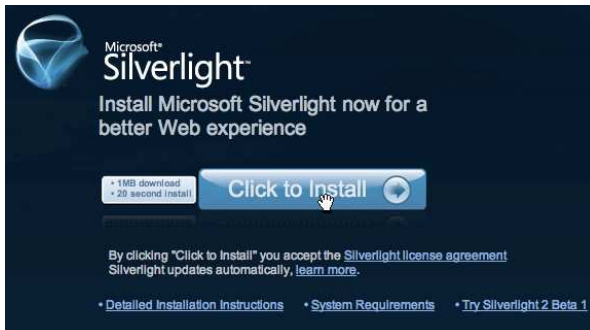 Microsoft®
Silverlight™
Install Microsoft Silverlight now for a
better Web experience
• 1MB download
• 20 second install
Click to Install
By clicking "Click to Install" you accept the Silverlight license agreement
Silverlight updates automatically, learn more.
• Detailed Installation Instructions • System Requirements • Try Silverlight 2 Beta 1